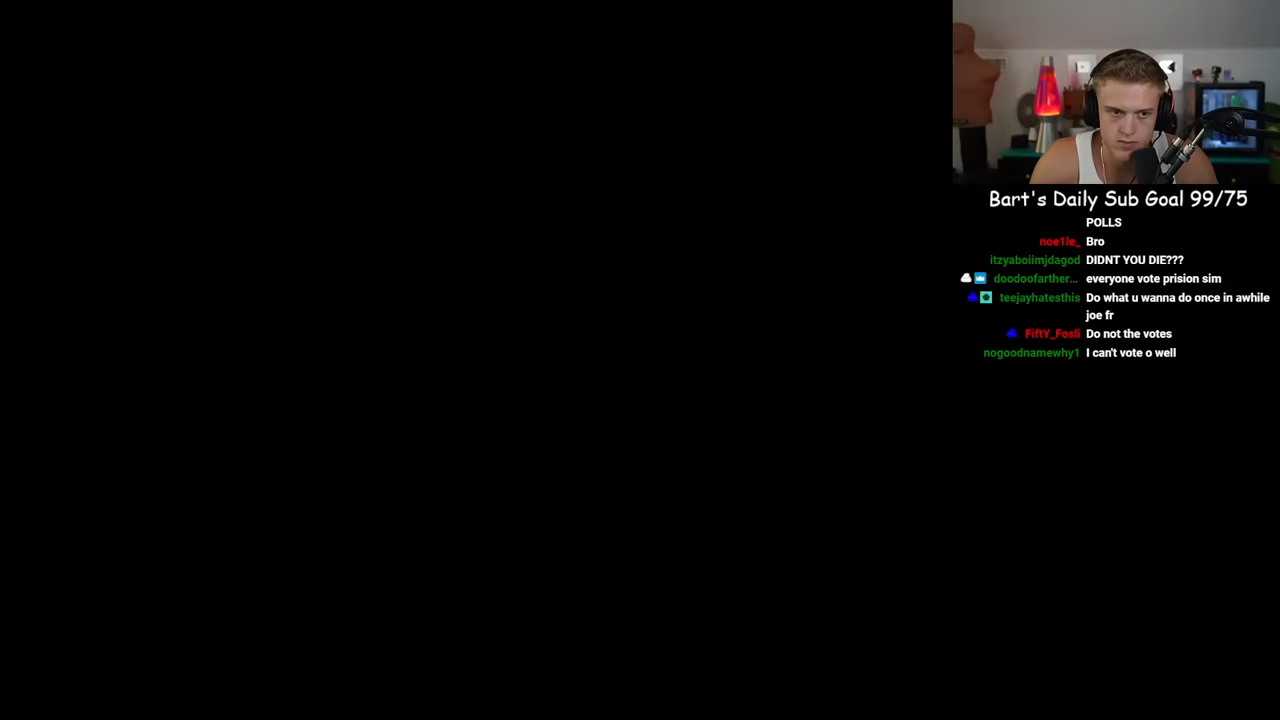 Bart's Daily Sub Goal 99/75
POLLS
noe1le_ Bro
itzyaboiimjdagod DIDNT YOU DIE???
doodoofarther... everyone vote prision sim
teejayhatesthis Do what u wanna do once in awhile
joe fr
FiftY_Fosli Do not the votes
nogoodnamewhy1 I can't vote o well